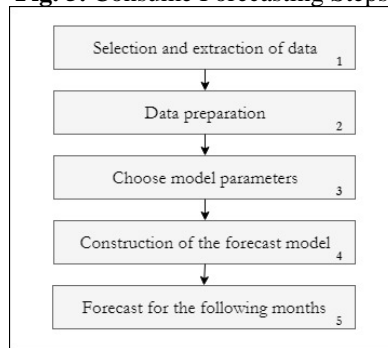 Consume Forecasting Steps
Selection and extraction of data
1
Data preparation
2
Choose model parameters
3
Construction of the forecast model
4
Forecast for the following months
5